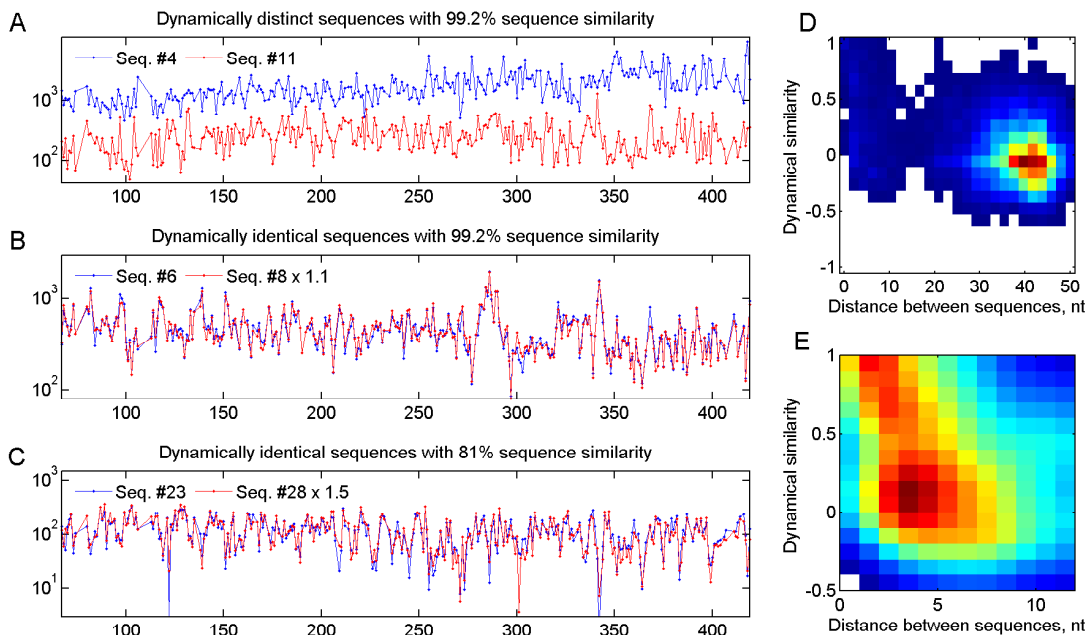 A
Dynamically distinct sequences with 99.2% sequence similarity
Seq. #4
Seq. #11
10³
10²
100 150 200 250 300 350 400
B
Dynamically identical sequences with 99.2% sequence similarity
Seq. #6
Seq. #8 x 1.1
10³
10²
100 150 200 250 300 350 400
C
Dynamically identical sequences with 81% sequence similarity
Seq. #23
Seq. #28 x 1.5
10³
10²
10¹
100 150 200 250 300 350 400
D
Dynamical similarity
1
0.5
0
-0.5
-1
0 10 20 30 40 50
Distance between sequences, nt
E
Dynamical similarity
1
0.5
0
-0.5
0 5 10
Distance between sequences, nt